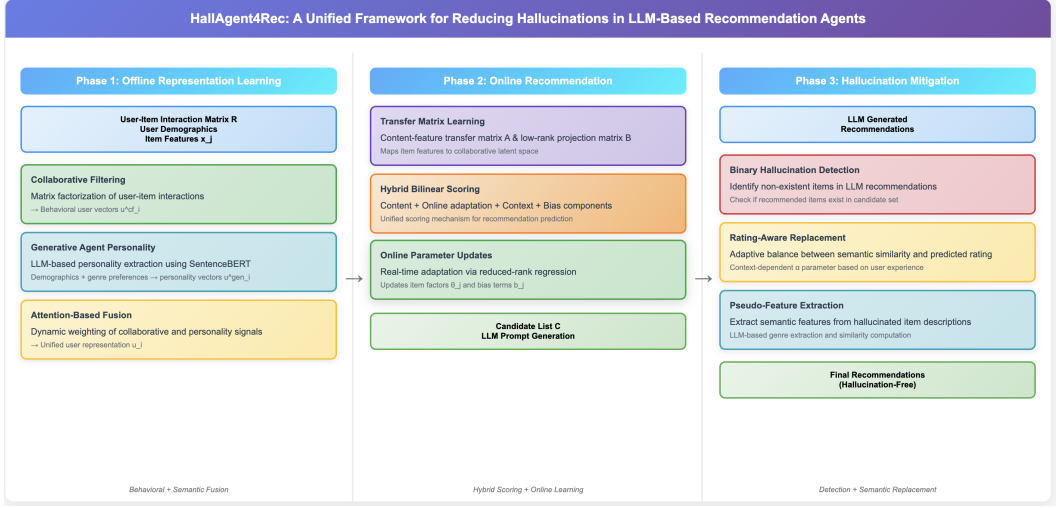 HallAgent4Rec: A Unified Framework for Reducing Hallucinations in LLM-Based Recommendation Agents
Phase 1: Offline Representation Learning
User-Item Interaction Matrix R
User Demographics
Item Features x_j
Collaborative Filtering
Matrix factorization of user-item interactions
→ Behavioral user vectors u^cf_i
Generative Agent Personality
LLM-based personality extraction using SentenceBERT
Demographics + genre preferences → personality vectors u^gen_i
Attention-Based Fusion
Dynamic weighting of collaborative and personality signals
→ Unified user representation u_i
Behavioral + Semantic Fusion
→
Phase 2: Online Recommendation
Transfer Matrix Learning
Content-feature transfer matrix A & low-rank projection matrix B
Maps item features to collaborative latent space
Hybrid Bilinear Scoring
Content + Online adaptation + Context + Bias components
Unified scoring mechanism for recommendation prediction
Online Parameter Updates
Real-time adaptation via reduced-rank regression
Updates item factors θ_j and bias terms b_j
Candidate List C
LLM Prompt Generation
Hybrid Scoring + Online Learning
→
Phase 3: Hallucination Mitigation
LLM Generated
Recommendations
Binary Hallucination Detection
Identify non-existent items in LLM recommendations
Check if recommended items exist in candidate set
Rating-Aware Replacement
Adaptive balance between semantic similarity and predicted rating
Context-dependent α parameter based on user experience
Pseudo-Feature Extraction
Extract semantic features from hallucinated item descriptions
LLM-based genre extraction and similarity computation
Final Recommendations
(Hallucination-Free)
Detection + Semantic Replacement